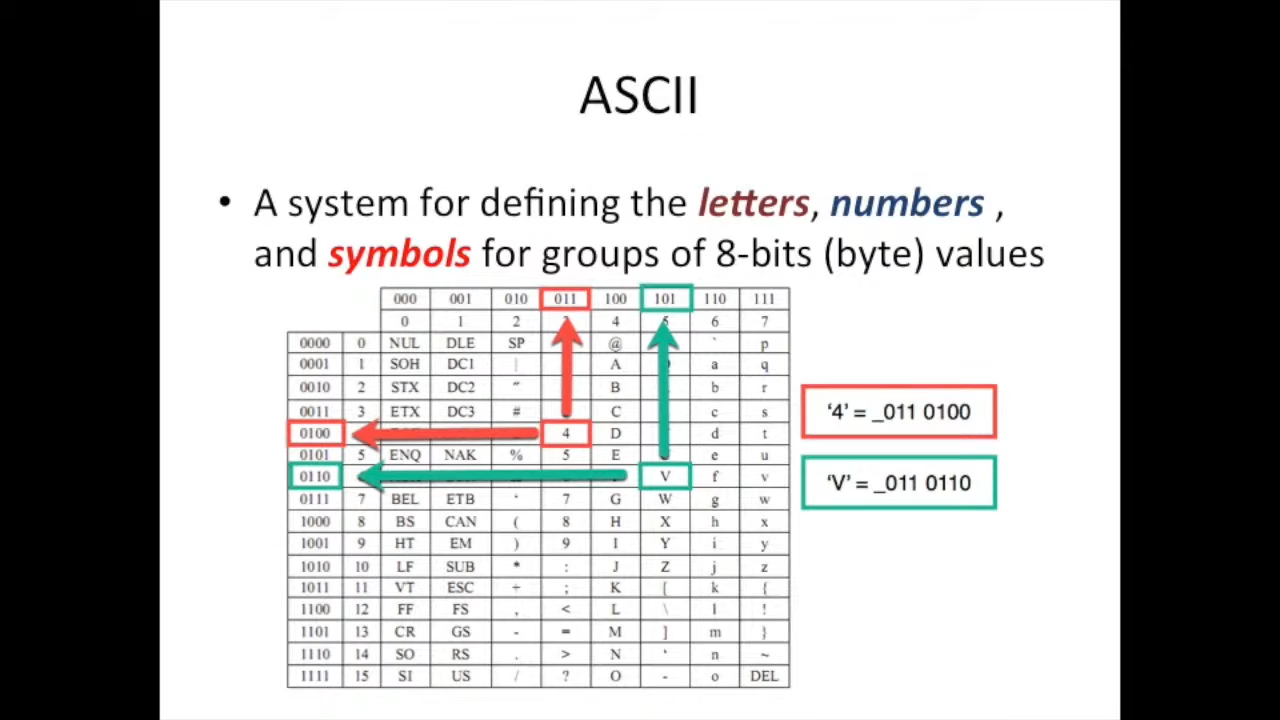 ASCII
• A system for defining the letters, numbers ,
and symbols for groups of 8-bits (byte) values
000 001 010 011 100 101 110 111
0 1 2 4 5 6 7
0000 0 NUL DLE SP @ ` p
0001 1 SOH DC1 | A a q
0010 2 STX DC2 ˝ B b r
0011 3 ETX DC3 # C c s
0100 4 D d t
0101 5 ENQ NAK % 5 E e u
0110 V f v
0111 7 BEL ETB ' 7 G W g w
1000 8 BS CAN ( 8 H X h x
1001 9 HT EM ) 9 I Y i y
1010 10 LF SUB * : J Z j z
1011 11 VT ESC + ; K [ k {
1100 12 FF FS , < L \ l !
1101 13 CR GS - = M ] m }
1110 14 SO RS . > N ‘ n ~
1111 15 SI US / ? O - o DEL
‘4’ = _011 0100
‘V’ = _011 0110